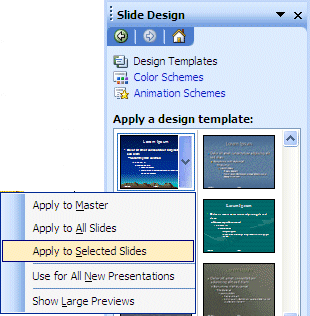 Slide Design
Design Templates
Color Schemes
Animation Schemes
Apply a design template:
Apply to Master
Apply to All Slides
Apply to Selected Slides
Use for All New Presentations
Show Large Previews